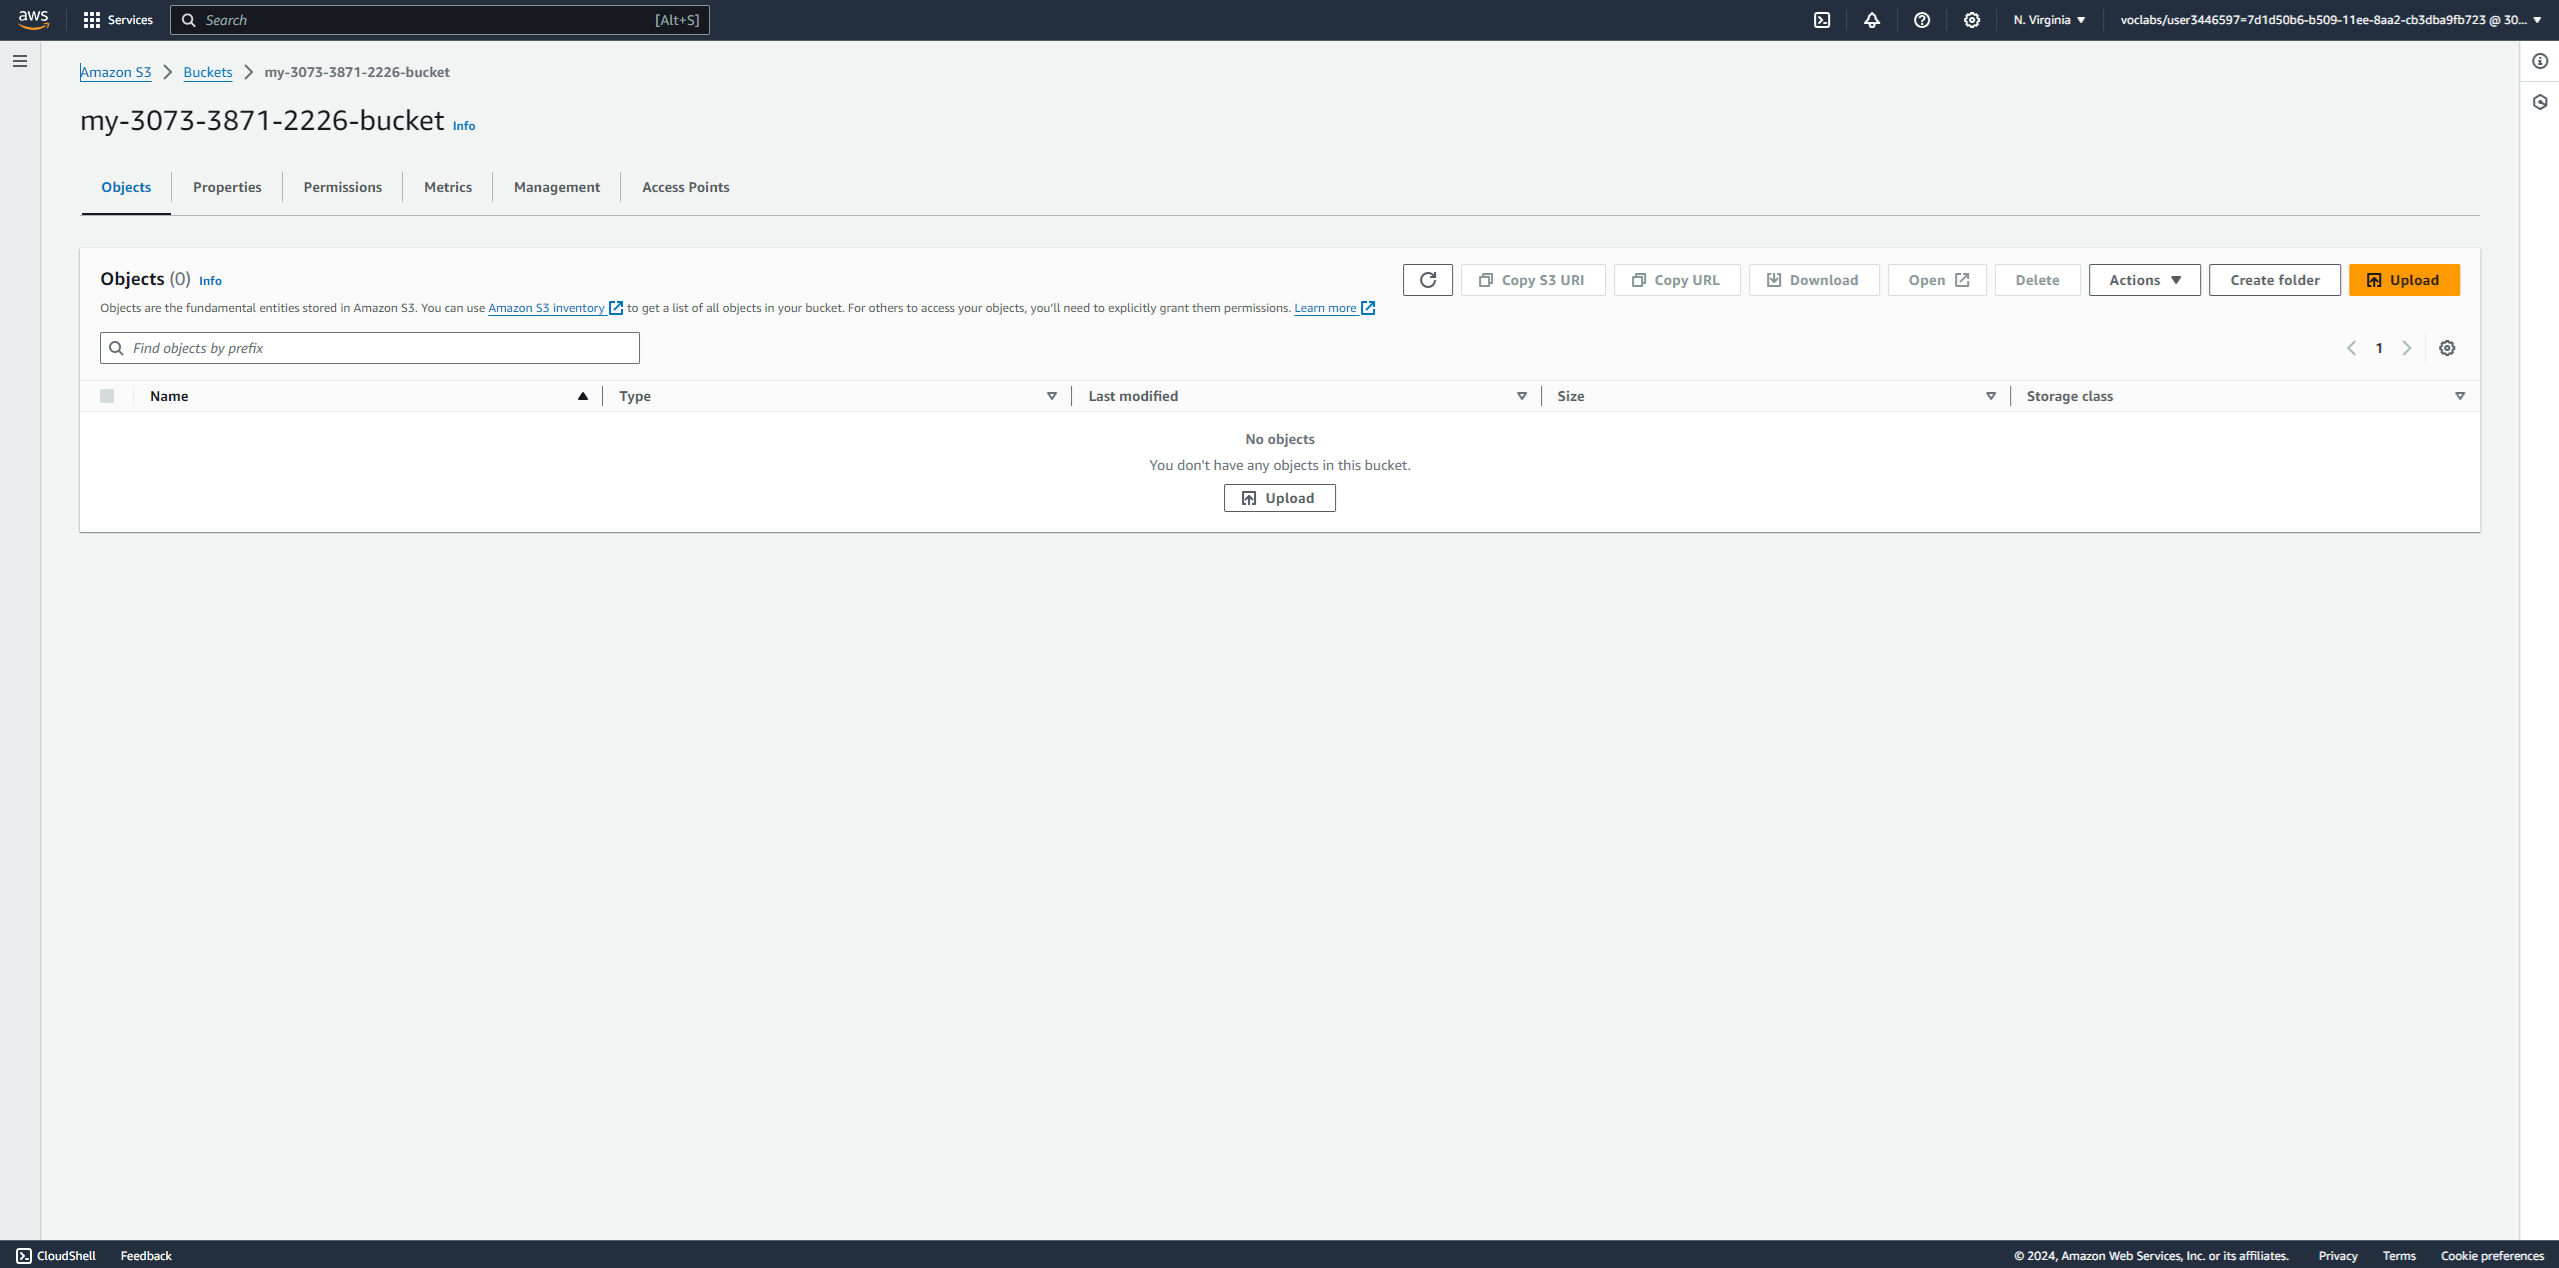 aws
Services
Search
[Alt+S]
N. Virginia
voclabs/user3446597=7d1d50b6-b509-11ee-8aa2-cb3dba9fb723 @ 30...
Amazon S3
Buckets
my-3073-3871-2226-bucket
my-3073-3871-2226-bucket Info
Objects
Properties
Permissions
Metrics
Management
Access Points
Objects (0) Info
Copy S3 URI
Copy URL
Download
Open
Delete
Actions
Create folder
Upload
Objects are the fundamental entities stored in Amazon S3. You can use Amazon S3 inventory to get a list of all objects in your bucket. For others to access your objects, you'll need to explicitly grant them permissions. Learn more
Find objects by prefix
1
Name
Type
Last modified
Size
Storage class
No objects
You don't have any objects in this bucket.
Upload
CloudShell
Feedback
© 2024, Amazon Web Services, Inc. or its affiliates.
Privacy
Terms
Cookie preferences